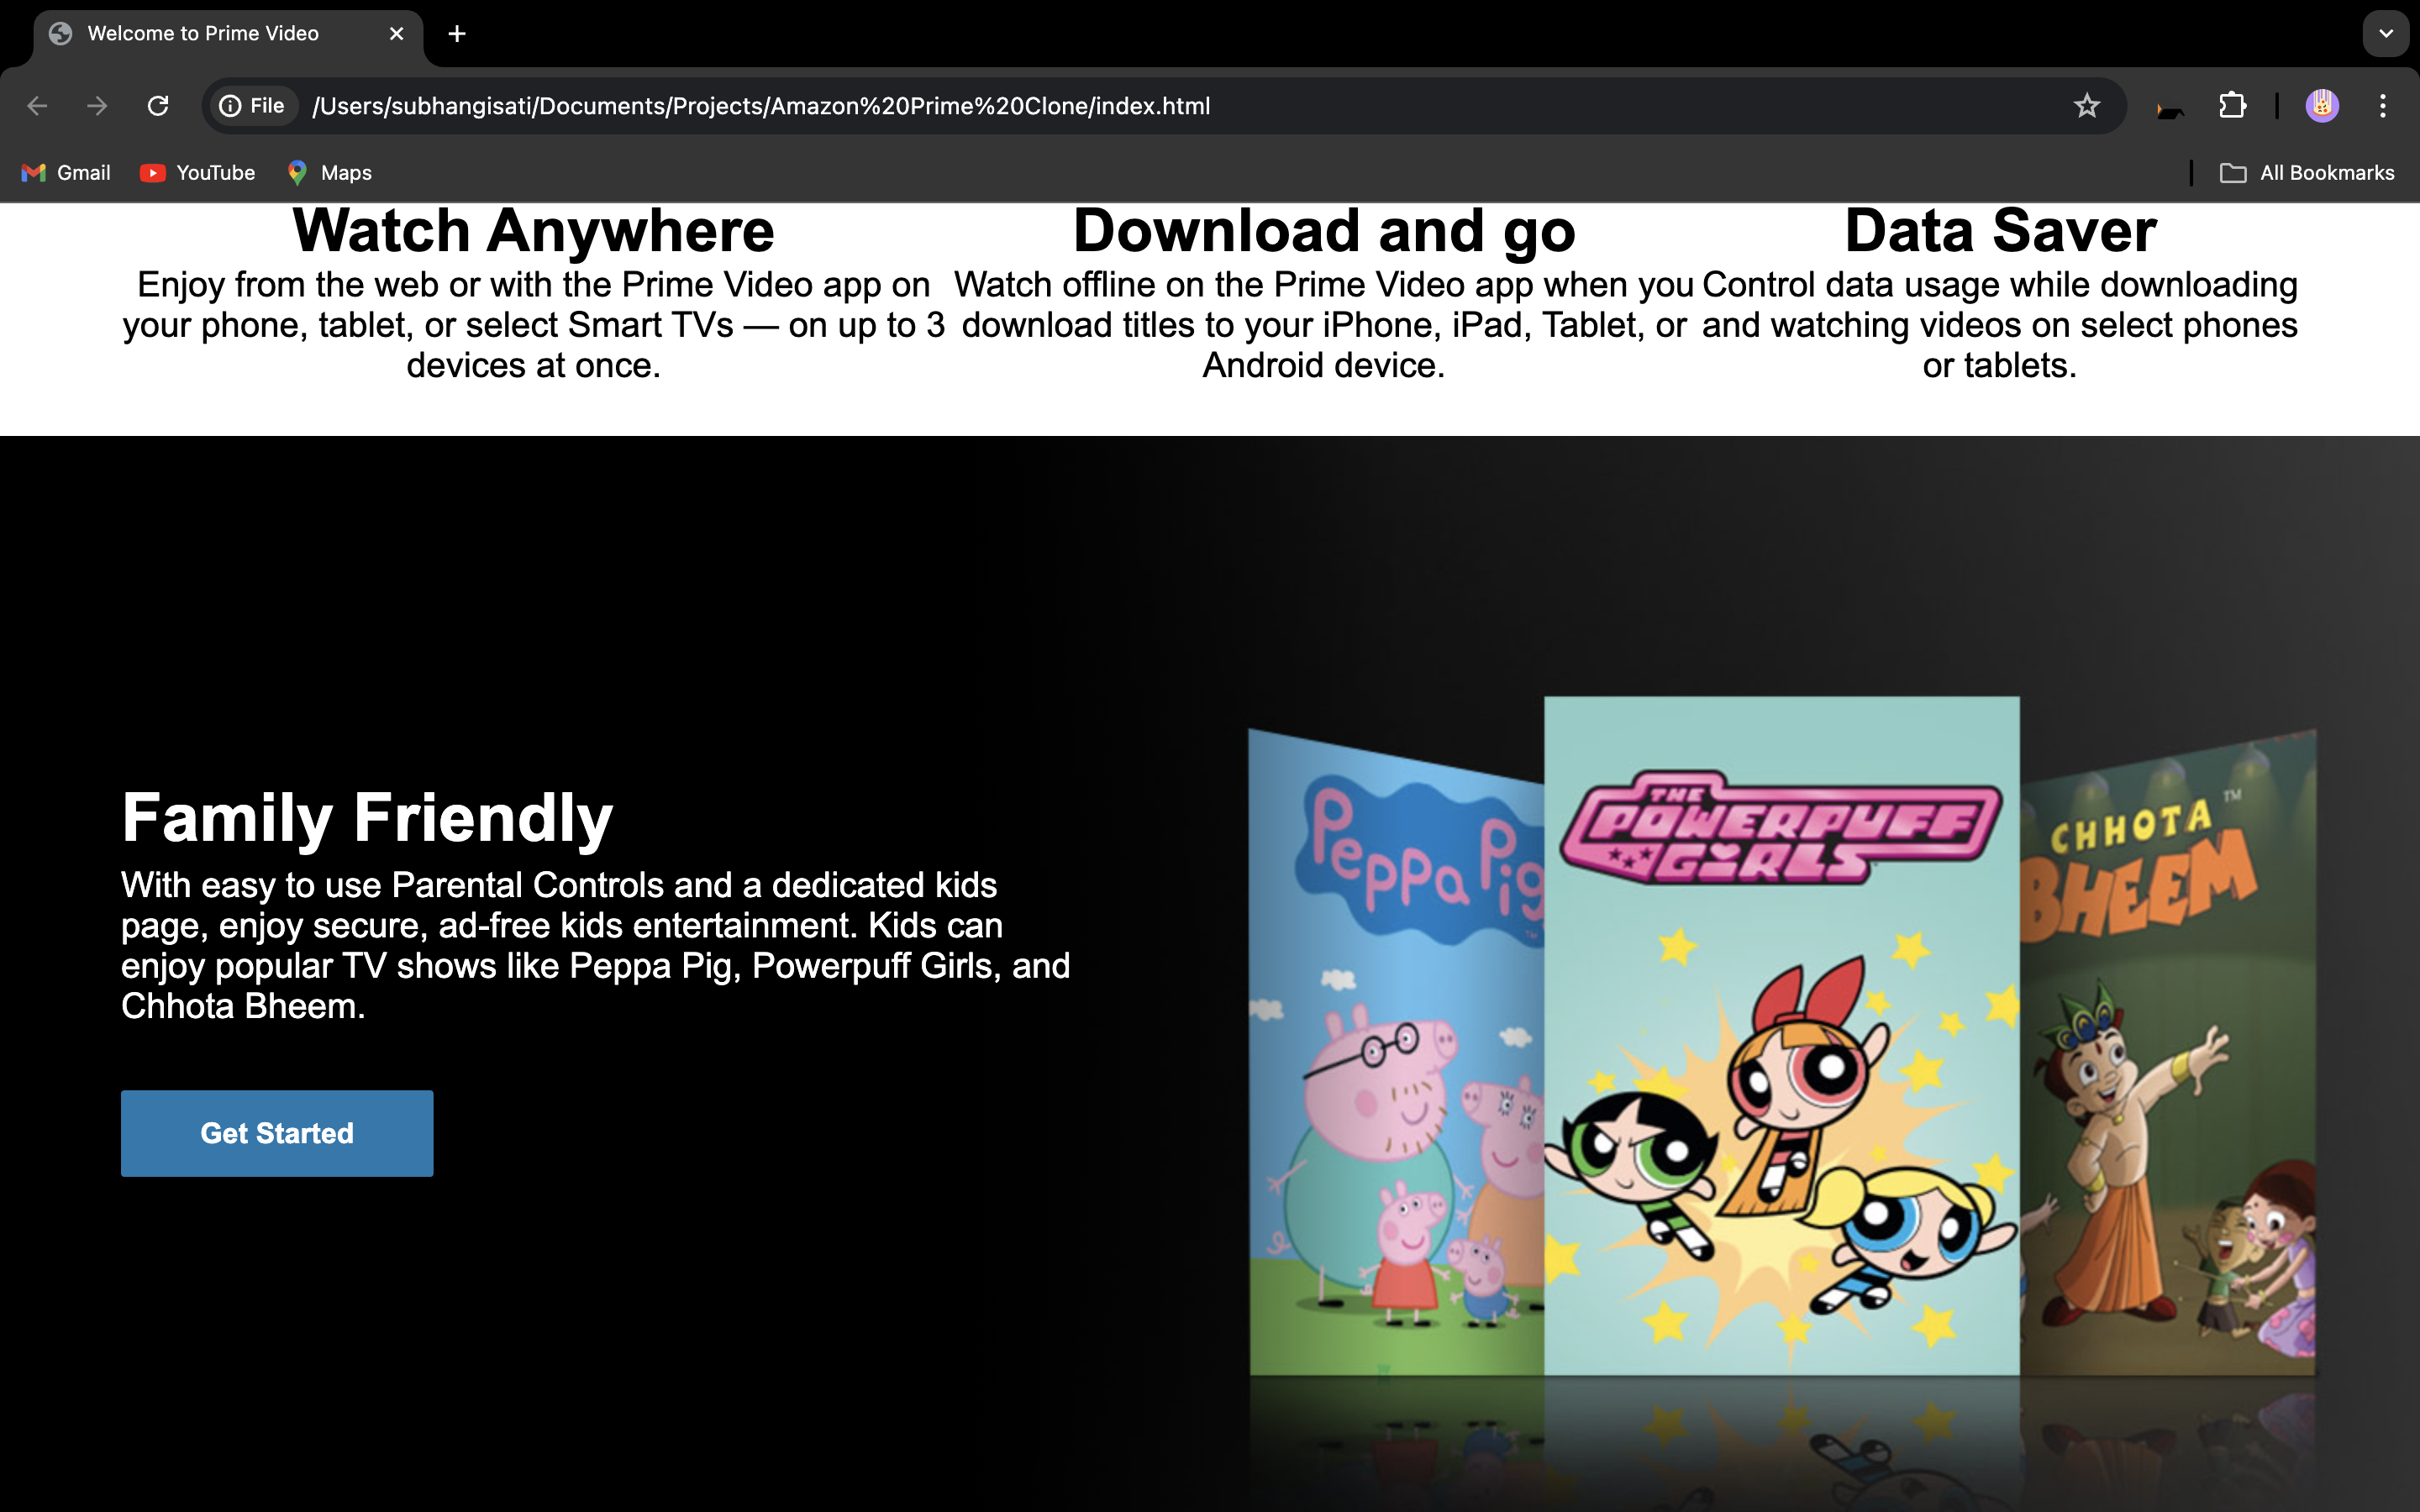 Welcome to Prime Video
File /Users/subhangisati/Documents/Projects/Amazon%20Prime%20Clone/index.html
Gmail YouTube Maps All Bookmarks
Watch Anywhere
Enjoy from the web or with the Prime Video app on
your phone, tablet, or select Smart TVs — on up to 3
devices at once.
Download and go
Watch offline on the Prime Video app when you
download titles to your iPhone, iPad, Tablet, or
Android device.
Data Saver
Control data usage while downloading
and watching videos on select phones
or tablets.
Family Friendly
With easy to use Parental Controls and a dedicated kids
page, enjoy secure, ad-free kids entertainment. Kids can
enjoy popular TV shows like Peppa Pig, Powerpuff Girls, and
Chhota Bheem.
Get Started
Peppa Pig
THE
POWERPUFF
GIRLS
CHHOTA ™
BHEEM